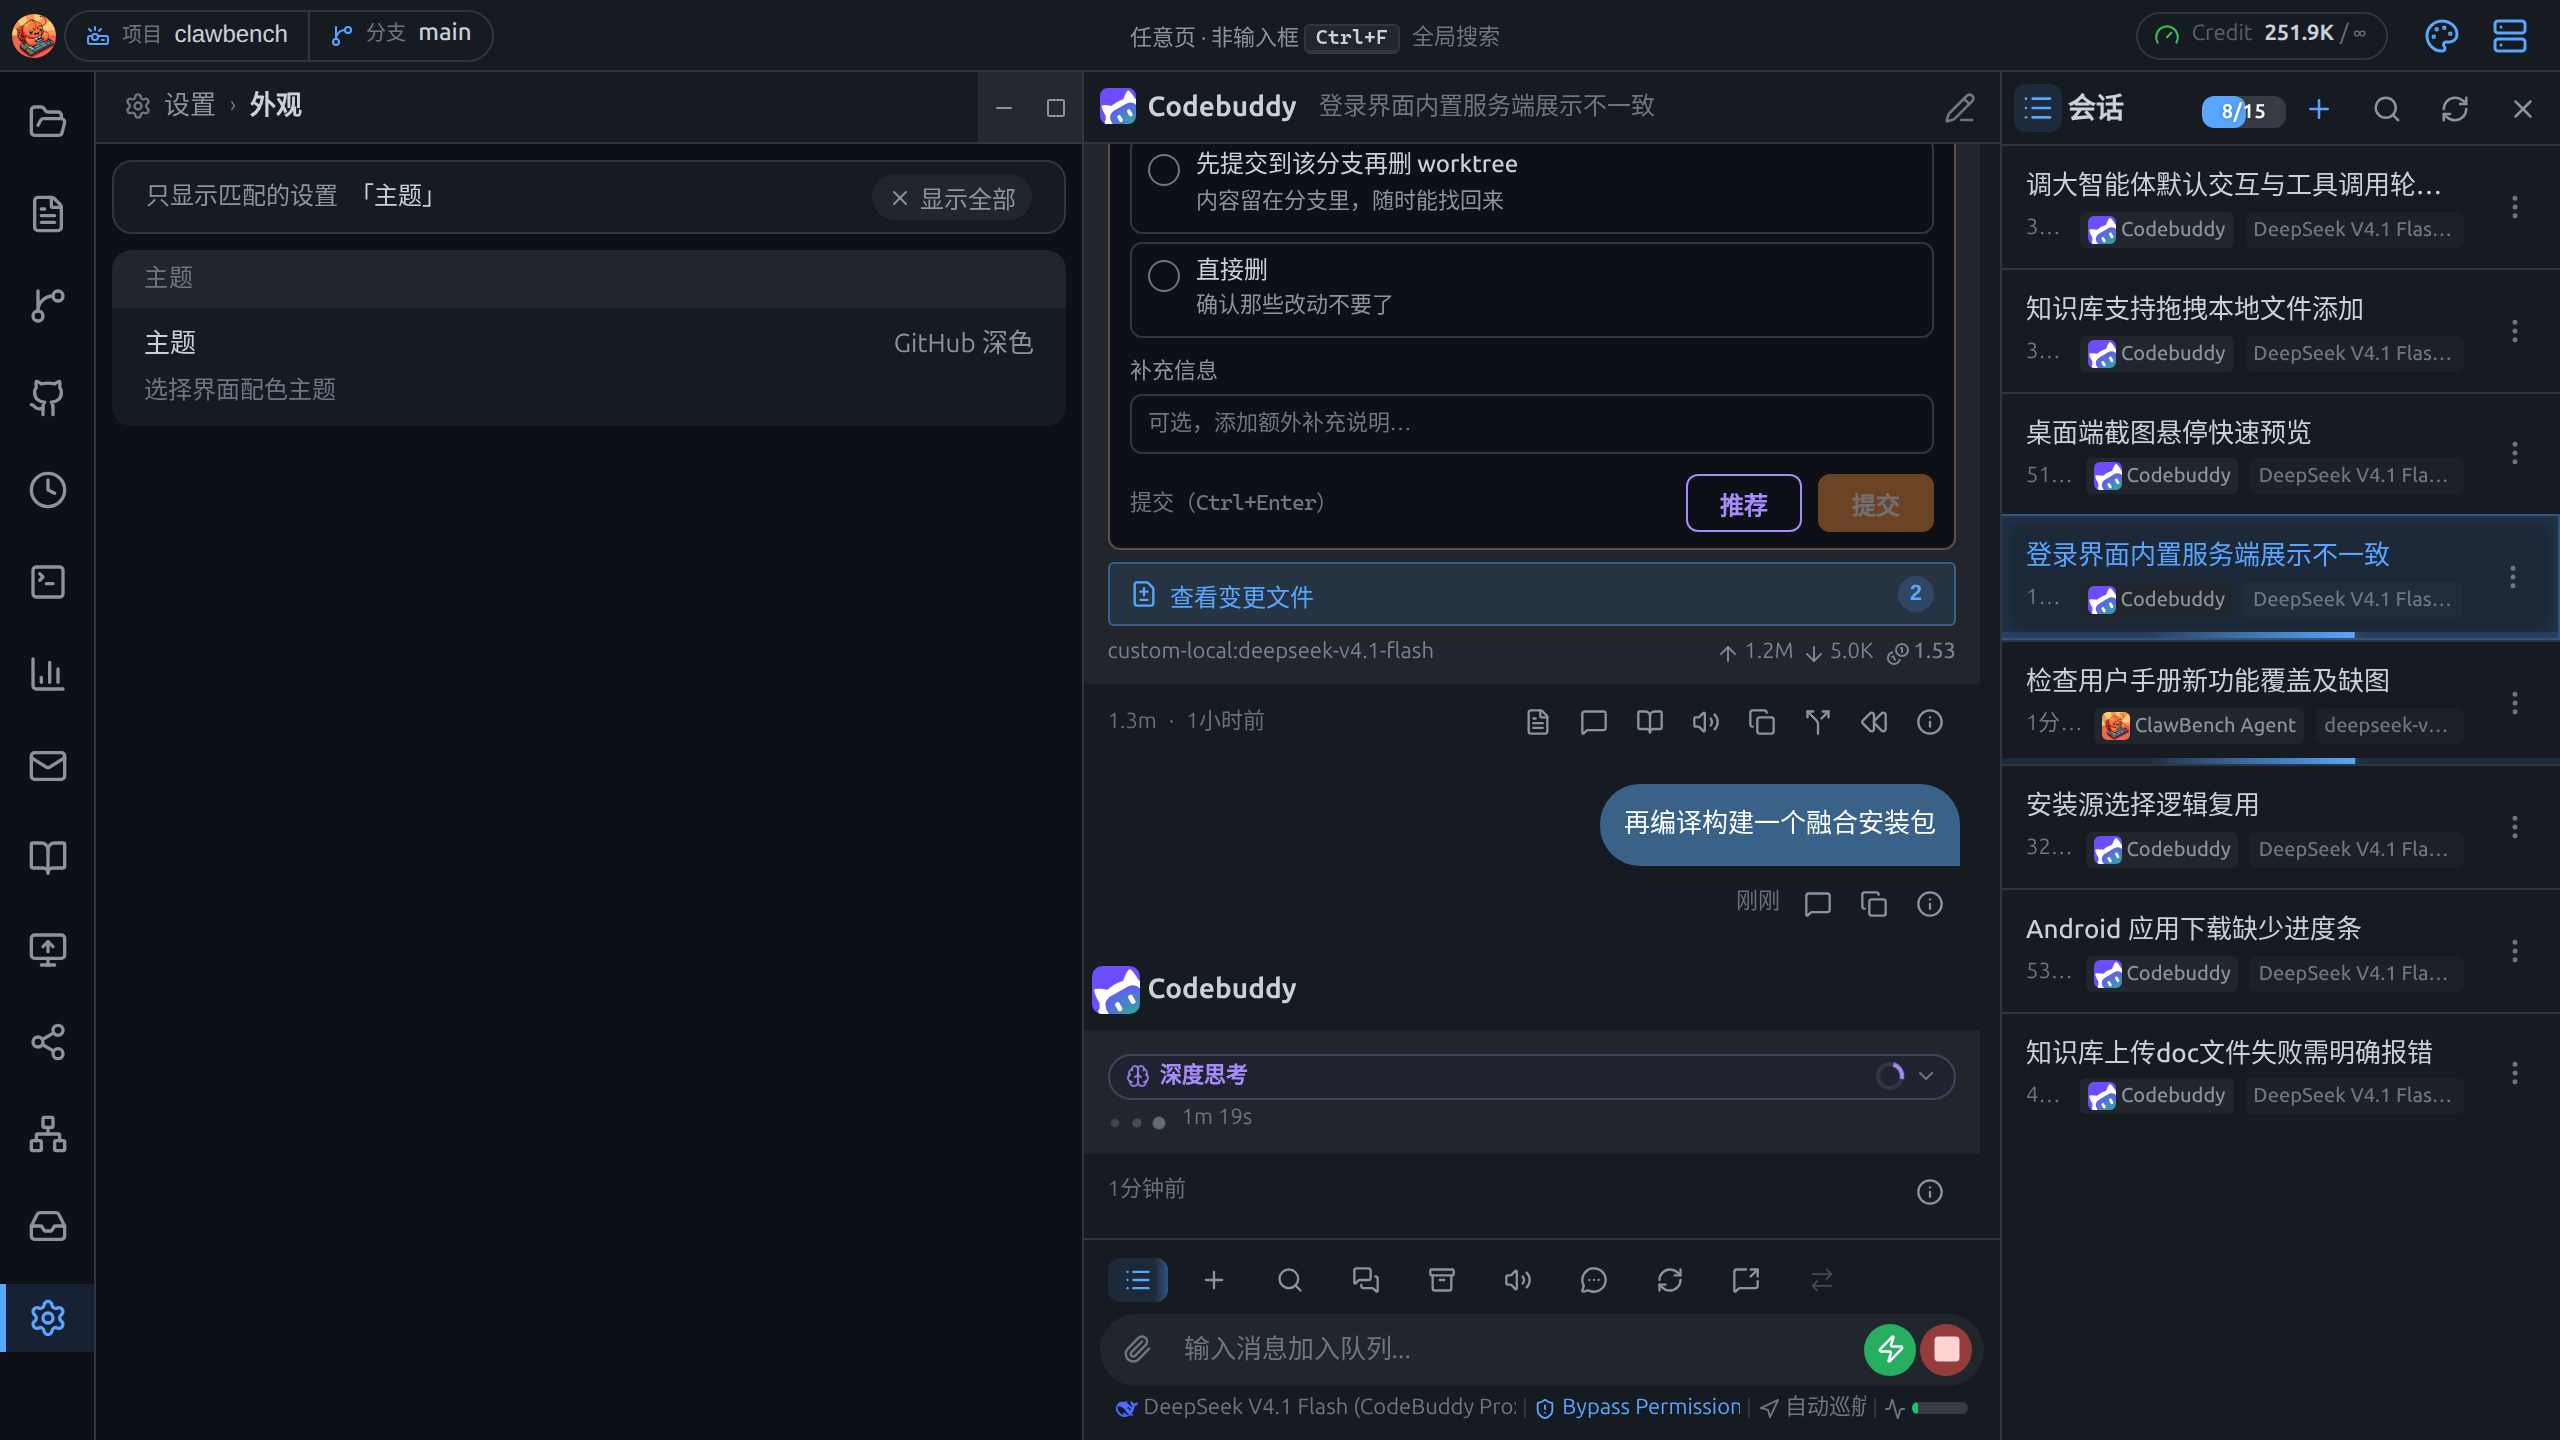 项目 clawbench 分支 main
任意页 · 非输入框 Ctrl+F 全局搜索
Credit 251.9K / ∞
设置 › 外观
只显示匹配的设置 「主题」
× 显示全部
主题
主题
GitHub 深色
选择界面配色主题
Codebuddy 登录界面内置服务端展示不一致
先提交到该分支再删 worktree
内容留在分支里，随时能找回来
直接删
确认那些改动不要了
补充信息
可选，添加额外补充说明...
提交（Ctrl+Enter）
推荐
提交
查看变更文件
2
custom-local:deepseek-v4.1-flash
↑ 1.2M ↓ 5.0K 1.53
1.3m · 1小时前
再编译构建一个融合安装包
刚刚
Codebuddy
深度思考
1m 19s
1分钟前
输入消息加入队列...
DeepSeek V4.1 Flash (CodeBuddy Pro: | Bypass Permission | 自动巡航 |
会话
8/15
调大智能体默认交互与工具调用轮...
3... Codebuddy DeepSeek V4.1 Flas...
知识库支持拖拽本地文件添加
3... Codebuddy DeepSeek V4.1 Flas...
桌面端截图悬停快速预览
51... Codebuddy DeepSeek V4.1 Fla...
登录界面内置服务端展示不一致
1... Codebuddy DeepSeek V4.1 Flas...
检查用户手册新功能覆盖及缺图
1分... ClawBench Agent deepseek-v...
安装源选择逻辑复用
32... Codebuddy DeepSeek V4.1 Fla...
Android 应用下载缺少进度条
53... Codebuddy DeepSeek V4.1 Fla...
知识库上传doc文件失败需明确报错
4... Codebuddy DeepSeek V4.1 Flas...